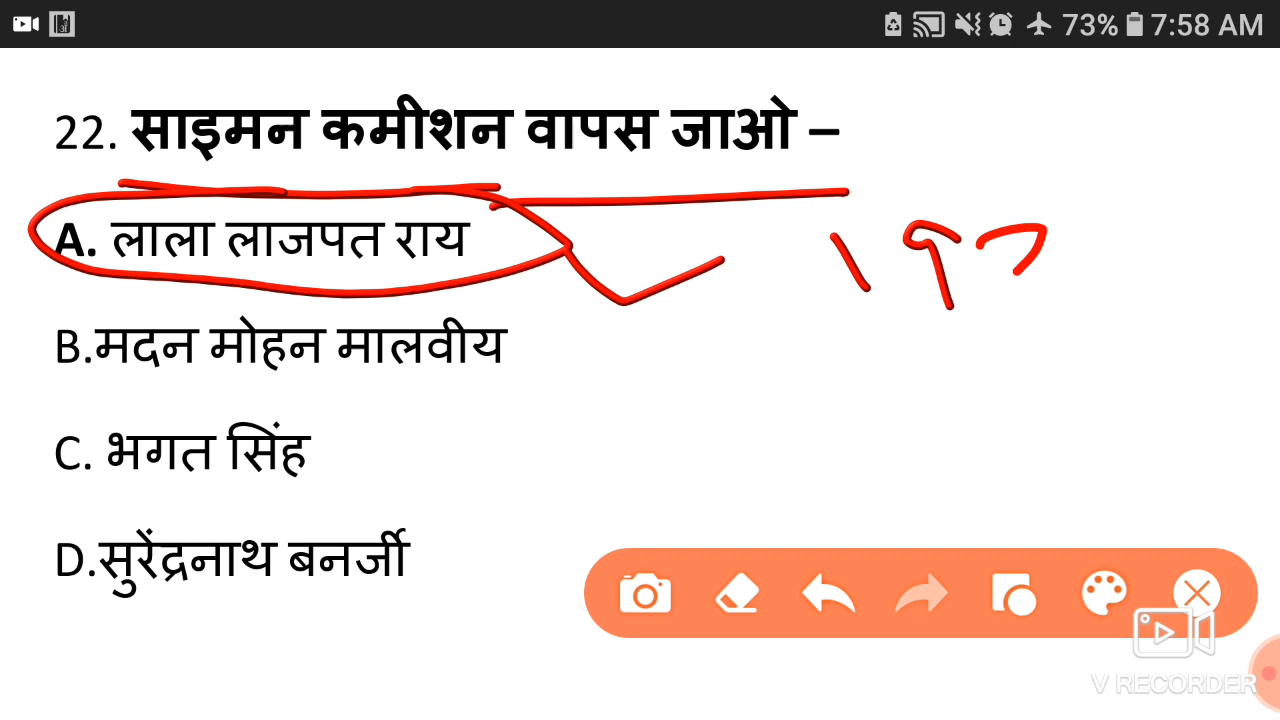 73% 7:58 AM
22. साइमन कमीशन वापस जाओ –
A. लाला लाजपत राय
B.मदन मोहन मालवीय
C. भगत सिंह
D.सुरेंद्रनाथ बनर्जी
V RECORDER